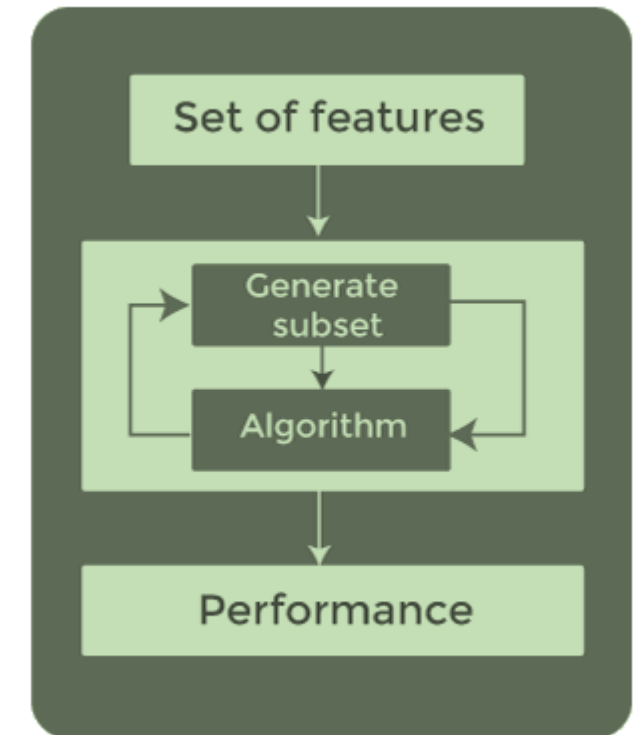 Set of features
Generate
subset
Algorithm
Performance